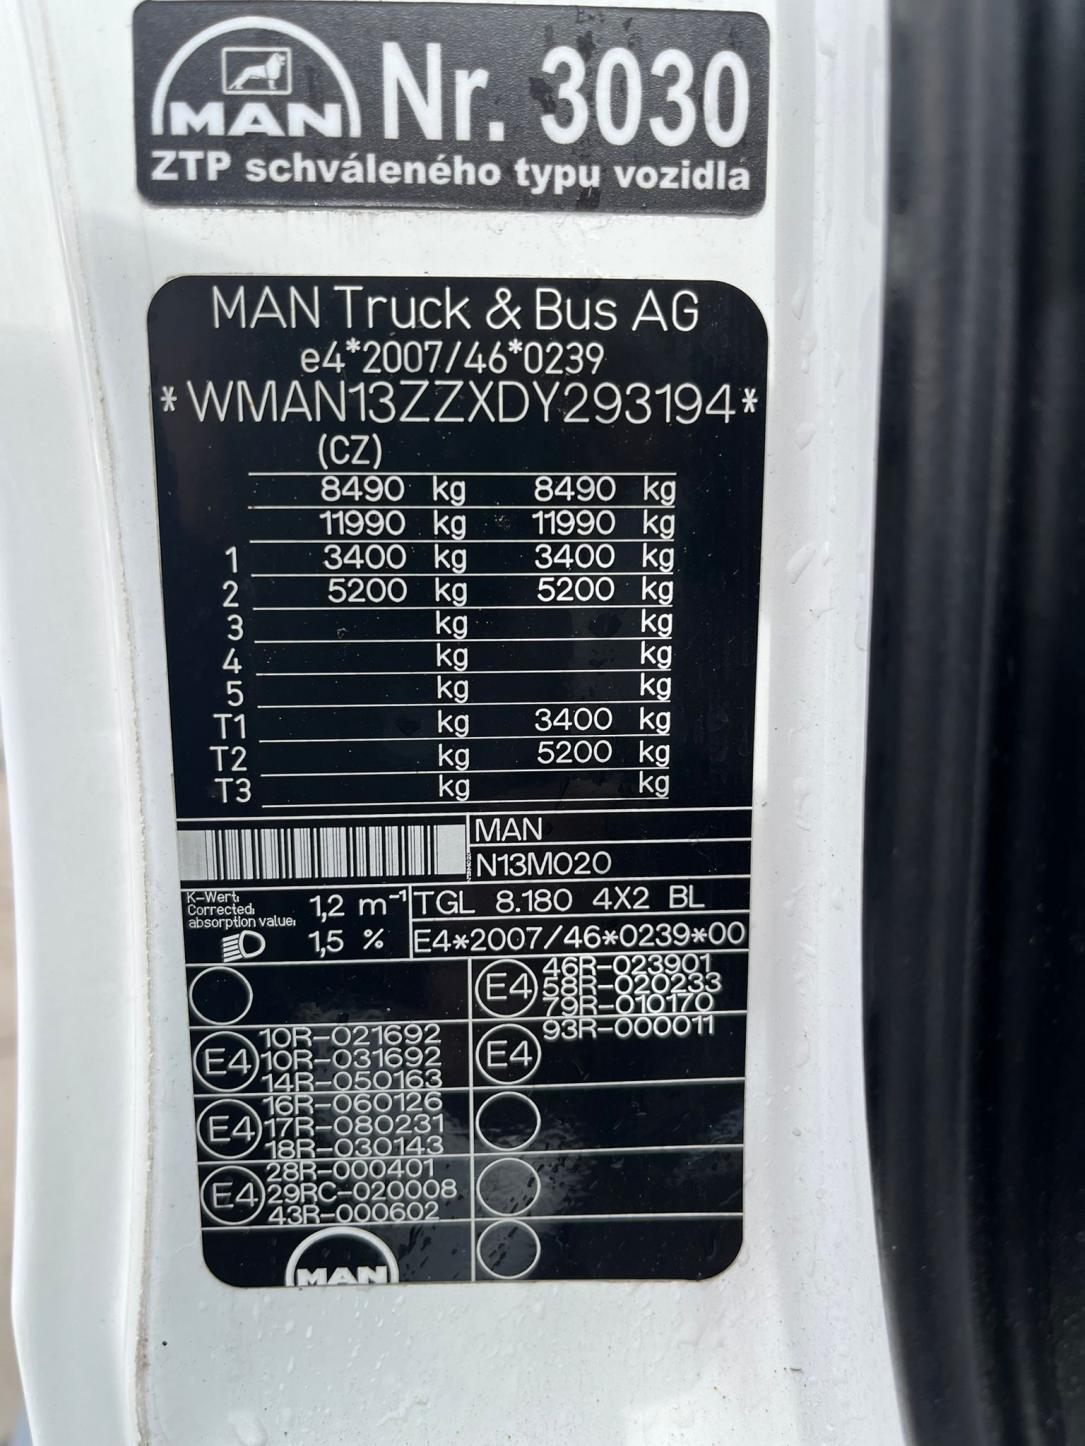 MAN Nr. 3030
ZTP schváleného typu vozidla
MAN Truck & Bus AG
e4*2007/46*0239
*WMAN13ZZXDY293194*
(CZ)
8490 kg 8490 kg
11990 kg 11990 kg
1 3400 kg 3400 kg
2 5200 kg 5200 kg
3 kg kg
4 kg kg
5 kg kg
T1 kg 3400 kg
T2 kg 5200 kg
T3 kg kg
MAN
N13M020
K-Wert:
Corrected:
absorption value:
1,2 m⁻¹
1,5 %
TGL 8.180 4X2 BL
E4*2007/46*0239*00
E4
10R-021692
10R-031692
14R-050163
E4
16R-060126
17R-080231
18R-030143
E4
28R-000401
29RC-020008
43R-000602
E4
46R-023901
58R-020233
79R-010170
E4
93R-000011
MAN